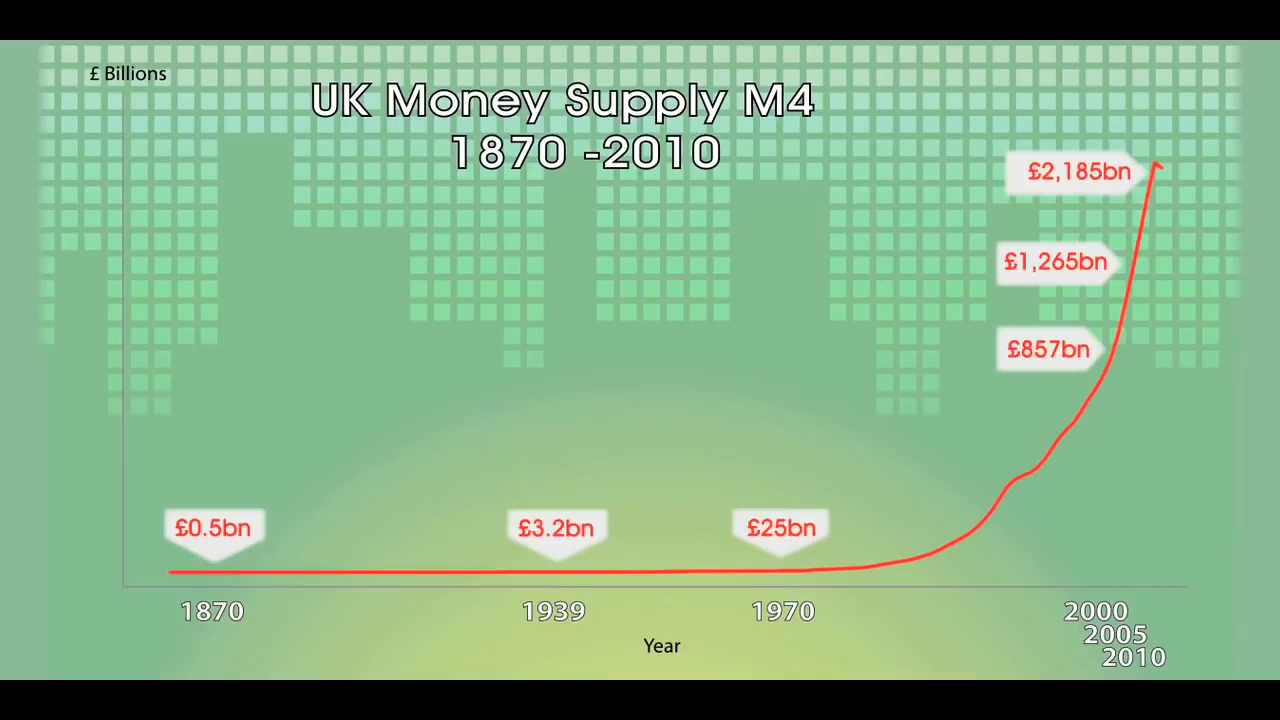 £ Billions
UK Money Supply M4
1870 -2010
£2,185bn
£1,265bn
£857bn
£0.5bn
£3.2bn
£25bn
1870
1939
1970
2000
2005
2010
Year